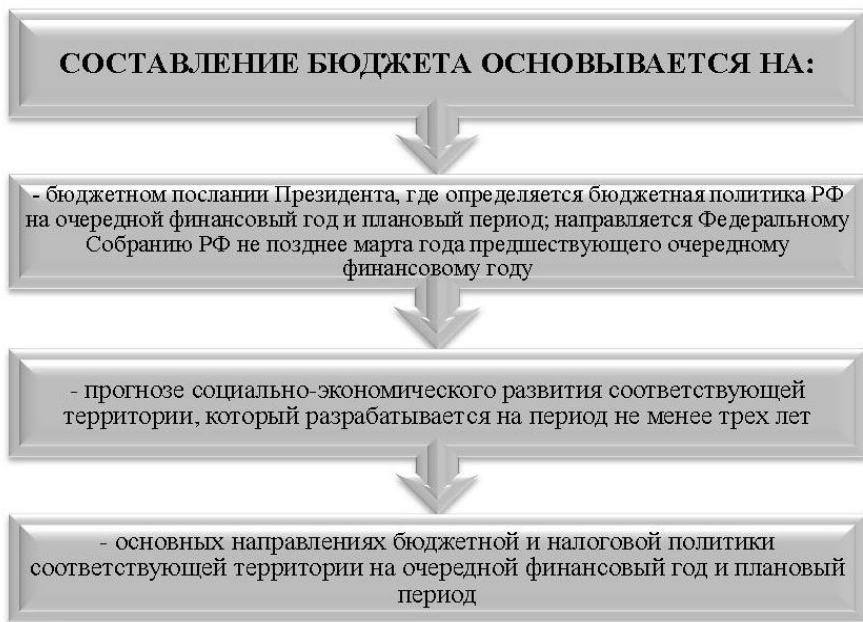 СОСТАВЛЕНИЕ БЮДЖЕТА ОСНОВЫВАЕТСЯ НА:
- бюджетном послании Президента, где определяется бюджетная политика РФ
на очередной финансовый год и плановый период; направляется Федеральному
Собранию РФ не позднее марта года предшествующего очередному
финансовому году
- прогнозе социально-экономического развития соответствующей
территории, который разрабатывается на период не менее трех лет
- основных направлениях бюджетной и налоговой политики
соответствующей территории на очередной финансовый год и плановый
период